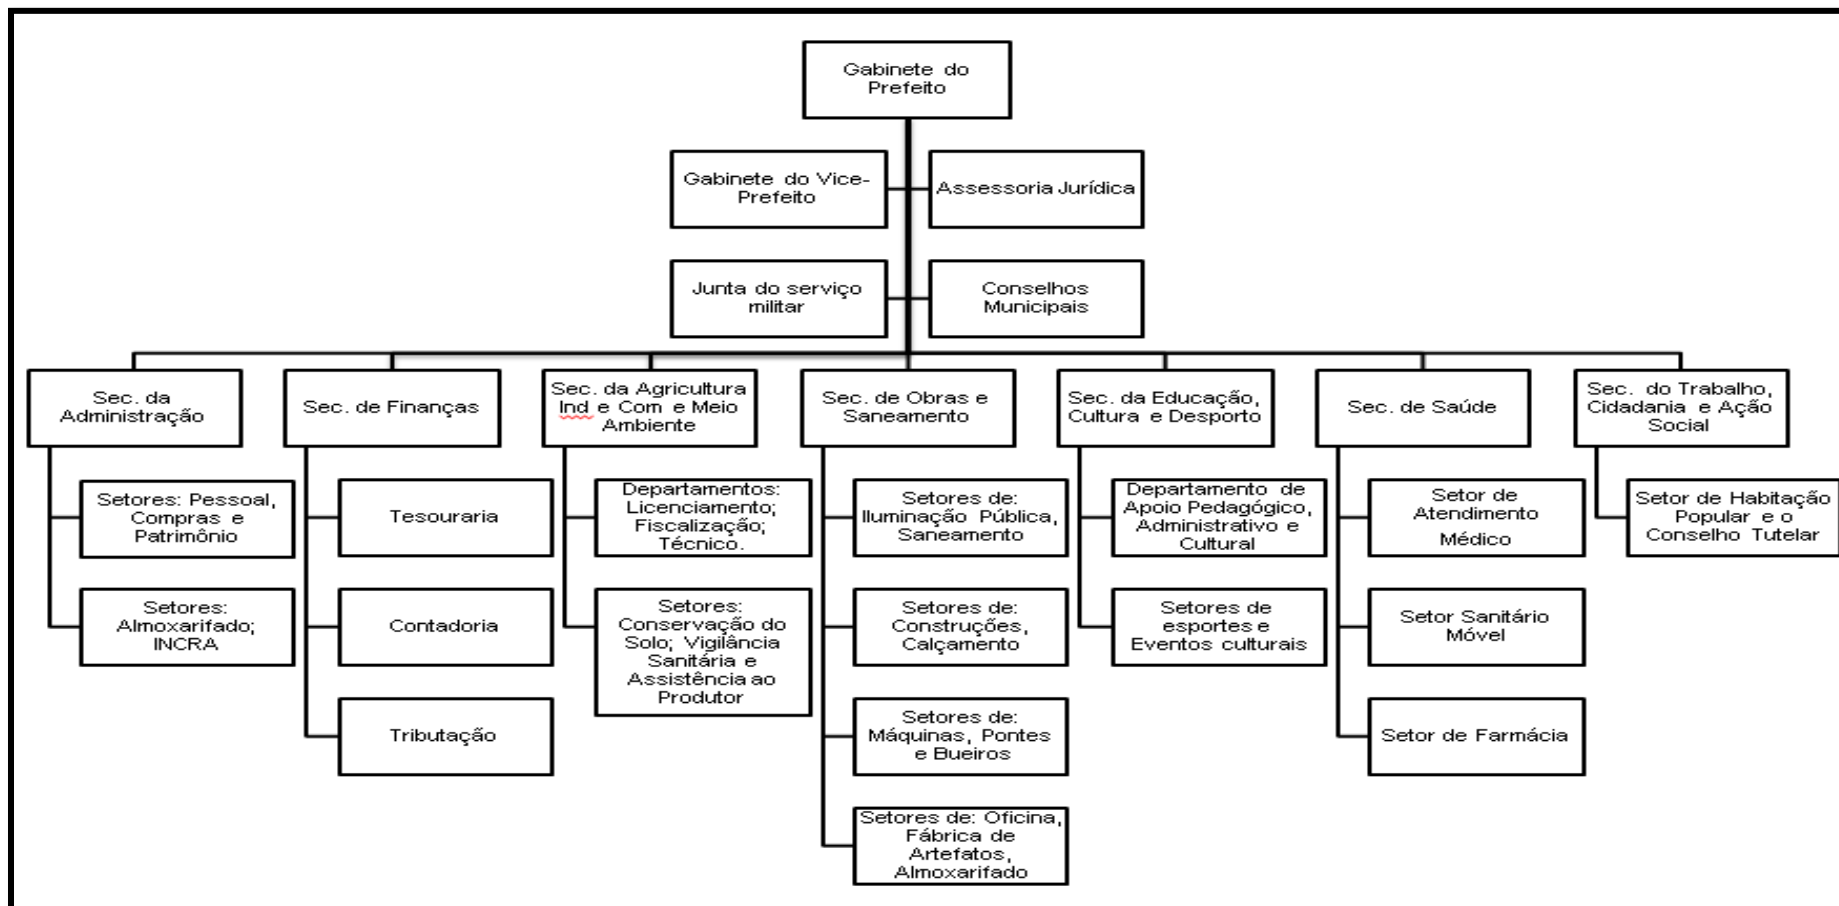 Gabinete do
Prefeito
Gabinete do Vice-
Prefeito
Assessoria Jurídica
Junta do serviço
militar
Conselhos
Municipais
Sec. da
Administração
Sec. de Finanças
Sec. da Agricultura
Ind e Com e Meio
Ambiente
Sec. de Obras e
Saneamento
Sec. da Educação,
Cultura e Desporto
Sec. de Saúde
Sec. do Trabalho,
Cidadania e Ação
Social
Setores: Pessoal,
Compras e
Patrimônio
Setores:
Almoxarifado;
INCRA
Tesouraria
Contadoria
Tributação
Departamentos:
Licenciamento;
Fiscalização;
Técnico.
Setores:
Conservação do
Solo; Vigilância
Sanitária e
Assistência ao
Produtor
Setores de:
Iluminação Pública,
Saneamento
Setores de:
Construções,
Calçamento
Setores de:
Máquinas, Pontes
e Bueiros
Setores de: Oficina,
Fábrica de
Artefatos,
Almoxarifado
Departamento de
Apoio Pedagógico,
Administrativo e
Cultural
Setores de
esportes e
Eventos culturais
Setor de
Atendimento
Médico
Setor Sanitário
Móvel
Setor de Farmácia
Setor de Habitação
Popular e o
Conselho Tutelar